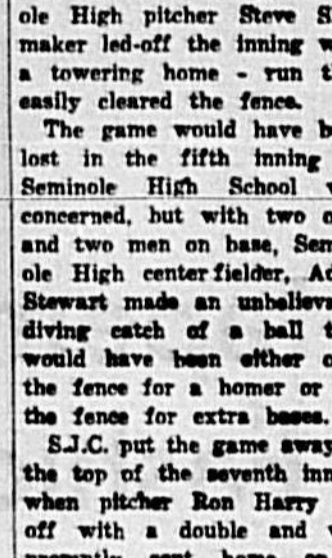 ole High pitcher Steve S
maker led-off the inning w
a towering home - run t
easily cleared the fence.
The game would have b
lost in the fifth inning
Seminole High School
concerned, but with two o
and two men on base, Sem
ole High center fielder, Ad
Stewart made an unbelieva
diving catch of a ball t
would have been either o
the fence for a homer or
the fence for extra bases.
S.J.C. put the game away
the top of the seventh inn
when pitcher Ron Harry
off with a double and